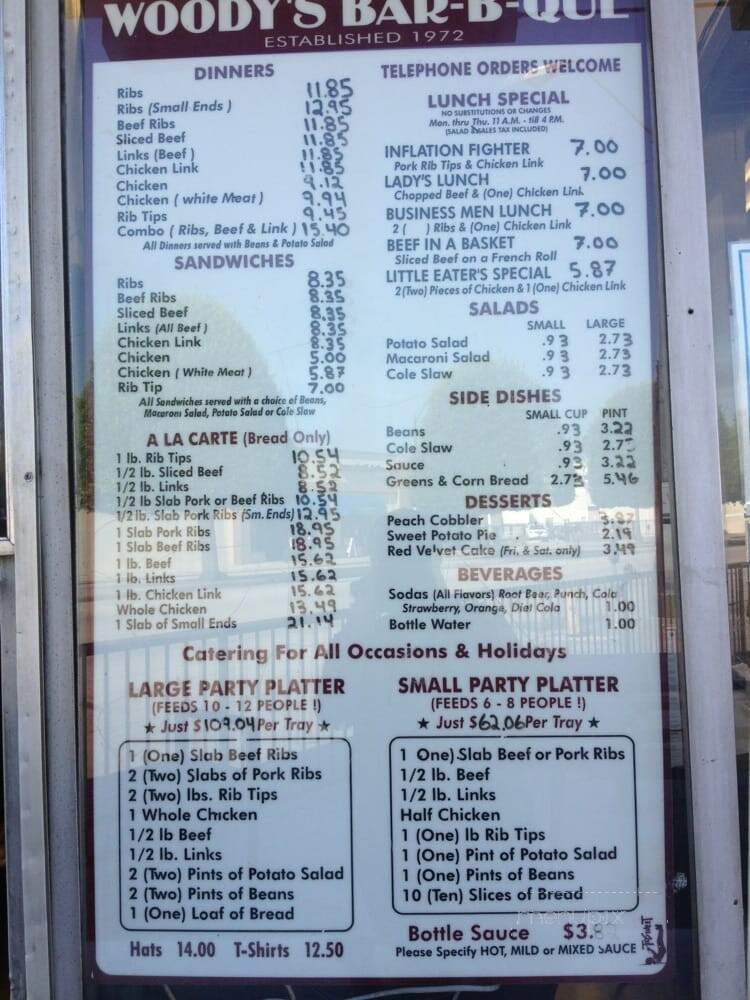 WOODY'S BAR-B-QUE
ESTABLISHED 1972
DINNERS
Ribs 11.85
Ribs (Small Ends) 12.95
Beef Ribs 11.85
Sliced Beef 11.85
Links (Beef) 11.85
Chicken Link 11.85
Chicken 9.12
Chicken (white Meat) 9.94
Rib Tips 9.45
Combo (Ribs, Beef & Link) 15.40
All Dinners served with Beans & Potato Salad
SANDWICHES
Ribs 8.35
Beef Ribs 8.35
Sliced Beef 8.35
Links (All Beef) 8.35
Chicken Link 8.35
Chicken 5.00
Chicken (White Meat) 5.87
Rib Tip 7.00
All Sandwiches served with a choice of Beans,
Macaroni Salad, Potato Salad or Cole Slaw
A LA CARTE (Bread Only)
1 lb. Rib Tips 10.54
1/2 lb. Sliced Beef 8.52
1/2 lb. Links 8.52
1/2 lb Slab Pork or Beef Ribs 10.54
1/2 lb. Slab Pork Ribs (Sm. Ends) 12.95
1 Slab Pork Ribs 18.95
1 Slab Beef Ribs 18.95
1 lb. Beef 15.62
1 lb. Links 15.62
1 lb. Chicken Link 15.62
Whole Chicken 13.49
1 Slab of Small Ends 21.14
TELEPHONE ORDERS WELCOME
LUNCH SPECIAL
NO SUBSTITUTIONS OR CHANGES
Mon. thru Thu. 11 A.M. - till 4 P.M.
(SALAD & SALES TAX INCLUDED)
INFLATION FIGHTER 7.00
Pork Rib Tips & Chicken Link
LADY'S LUNCH 7.00
Chopped Beef & (One) Chicken Link
BUSINESS MEN LUNCH 7.00
2 ( ) Ribs & (One) Chicken Link
BEEF IN A BASKET 7.00
Sliced Beef on a French Roll
LITTLE EATER'S SPECIAL 5.87
2 (Two) Pieces of Chicken & 1 (One) Chicken Link
SALADS
SMALL LARGE
Potato Salad .93 2.73
Macaroni Salad .93 2.73
Cole Slaw .93 2.73
SIDE DISHES
SMALL CUP PINT
Beans .93 3.22
Cole Slaw .93 2.73
Sauce .93 3.22
Greens & Corn Bread 2.73 5.46
DESSERTS
Peach Cobbler
Sweet Potato Pie 2.19
Red Velvet Cake (Fri. & Sat. only) 3.49
BEVERAGES
Sodas (All Flavors) Root Beer, Punch, Cola
Strawberry, Orange, Diet Cola 1.00
Bottle Water 1.00
Catering For All Occasions & Holidays
LARGE PARTY PLATTER
(FEEDS 10 - 12 PEOPLE !)
★ Just $109.04 Per Tray ★
1 (One) Slab Beef Ribs
2 (Two) Slabs of Pork Ribs
2 (Two) lbs. Rib Tips
1 Whole Chicken
1/2 lb Beef
1/2 lb. Links
2 (Two) Pints of Potato Salad
2 (Two) Pints of Beans
1 (One) Loaf of Bread
Hats 14.00 T-Shirts 12.50
SMALL PARTY PLATTER
(FEEDS 6 - 8 PEOPLE !)
★ Just $62.06 Per Tray ★
1 One) Slab Beef or Pork Ribs
1/2 lb. Beef
1/2 lb. Links
Half Chicken
1 (One) lb Rib Tips
1 (One) Pint of Potato Salad
1 (One) Pints of Beans
10 (Ten) Slices of Bread
Bottle Sauce
Please Specify HOT, MILD or MIXED SAUCE